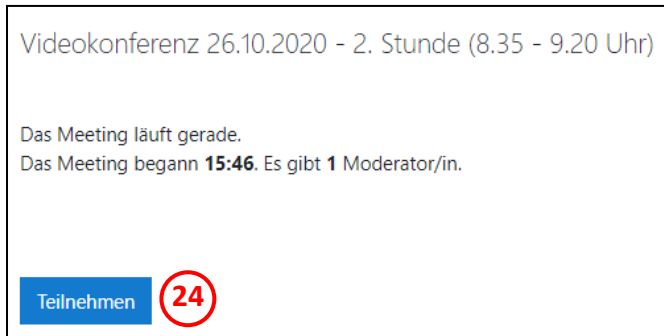 Videokonferenz 26.10.2020 - 2. Stunde (8.35 - 9.20 Uhr)
Das Meeting läuft gerade.
Das Meeting begann 15:46. Es gibt 1 Moderator/in.
Teilnehmen 24